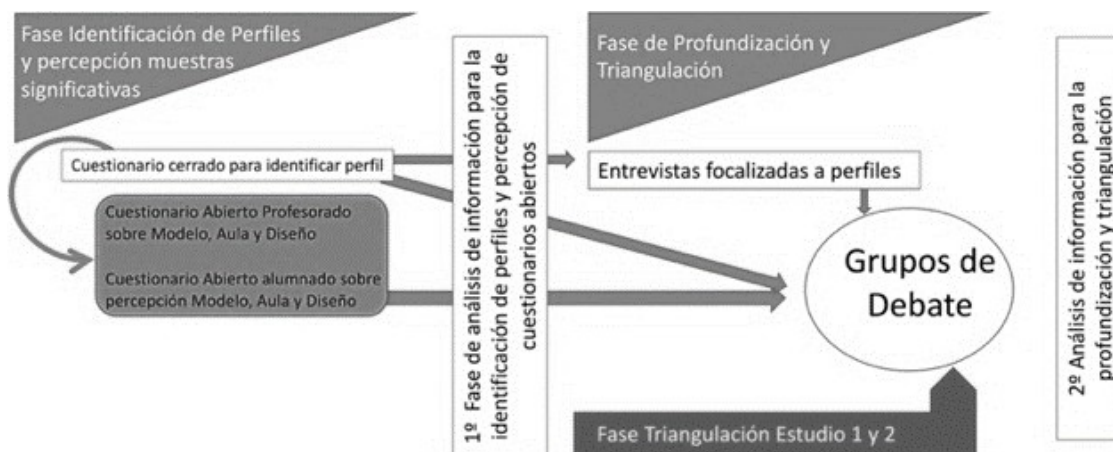 Fase Identificación de Perfiles
y percepción muestras
significativas
Cuestionario cerrado para identificar perfil
Cuestionario Abierto Profesorado
sobre Modelo, Aula y Diseño
Cuestionario Abierto alumnado sobre
percepción Modelo, Aula y Diseño
1º Fase de análisis de información para la
identificación de perfiles y percepción de
cuestionarios abiertos
Fase de Profundización y
Triangulación
Entrevistas focalizadas a perfiles
Grupos de
Debate
Fase Triangulación Estudio 1 y 2
2º Análisis de información para la
profundización y triangulación